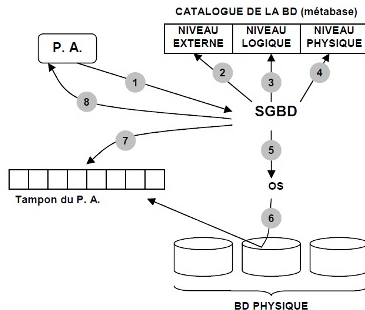 CATALOGUE DE LA BD (métabase)
NIVEAU EXTERNE
NIVEAU LOGIQUE
NIVEAU PHYSIQUE
P. A.
1
2
3
4
8
SGBD
7
5
Tampon du P. A.
OS
6
BD PHYSIQUE